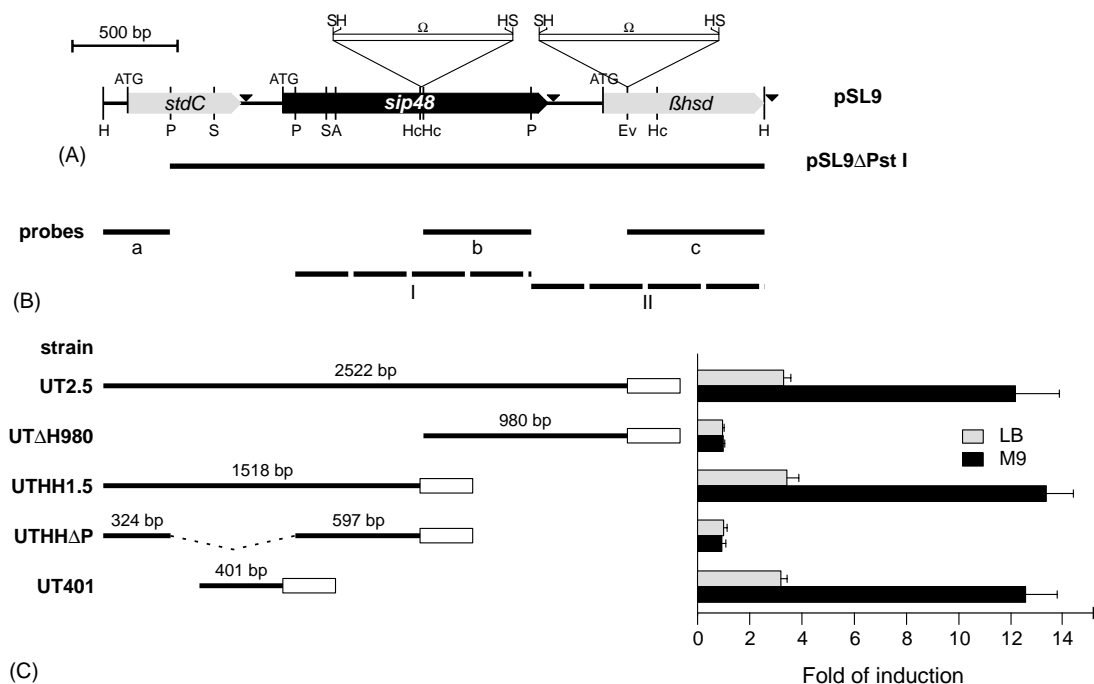 500 bp
SH Ω HS SH Ω HS
ATG ATG ATG
stdC sip48 ßhsd pSL9
H P S P SA HcHc P Ev Hc H
(A)
pSL9ΔPst I
probes
a b c
I II
(B)
strain
UT2.5 2522 bp
UTΔH980 980 bp
UTHH1.5 1518 bp
UTHHΔP 324 bp 597 bp
UT401 401 bp
LB
M9
0 2 4 6 8 10 12 14
Fold of induction
(C)